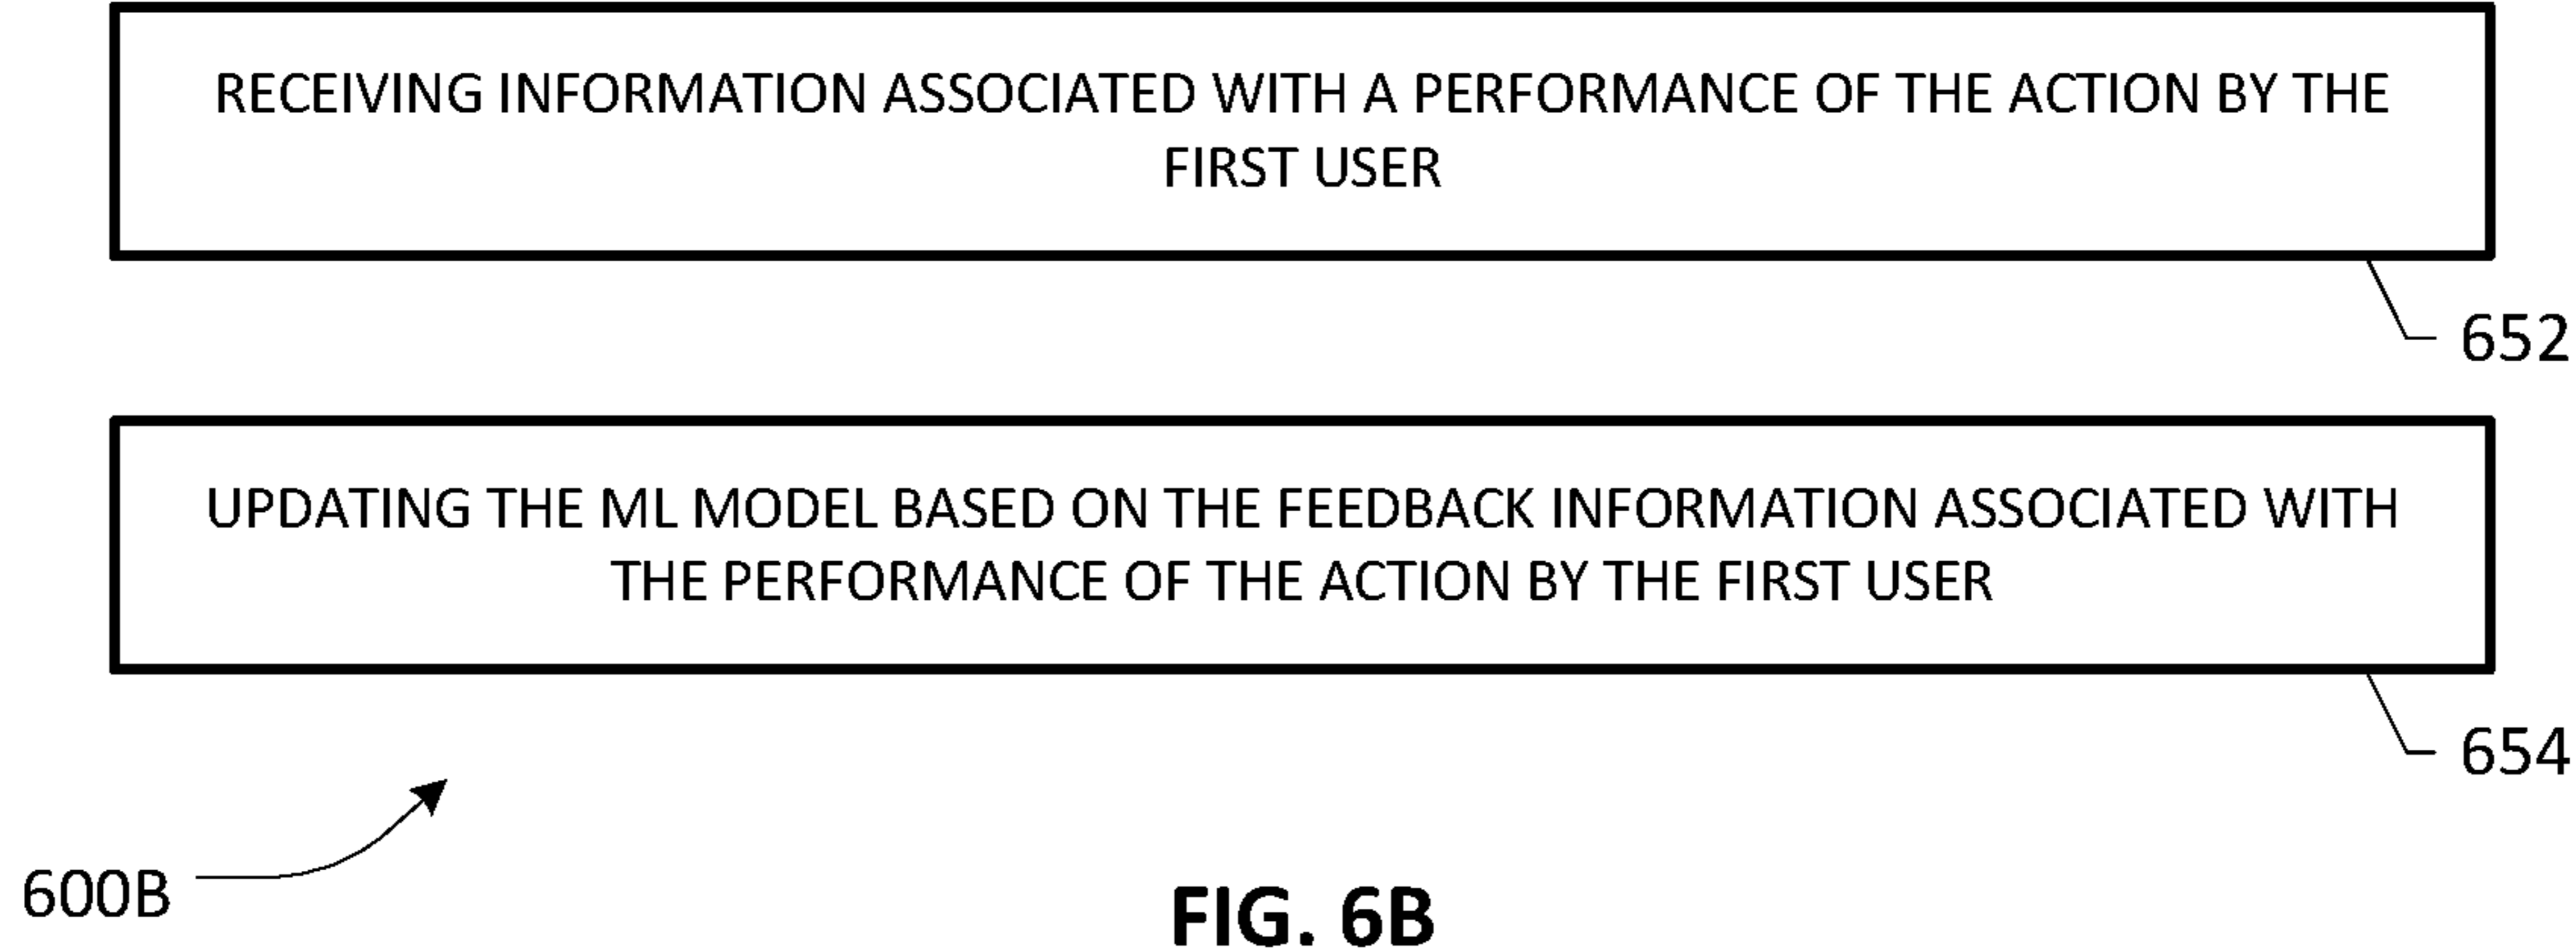 RECEIVING INFORMATION ASSOCIATED WITH A PERFORMANCE OF THE ACTION BY THE
FIRST USER
652
UPDATING THE ML MODEL BASED ON THE FEEDBACK INFORMATION ASSOCIATED WITH
THE PERFORMANCE OF THE ACTION BY THE FIRST USER
654
600B
FIG. 6B